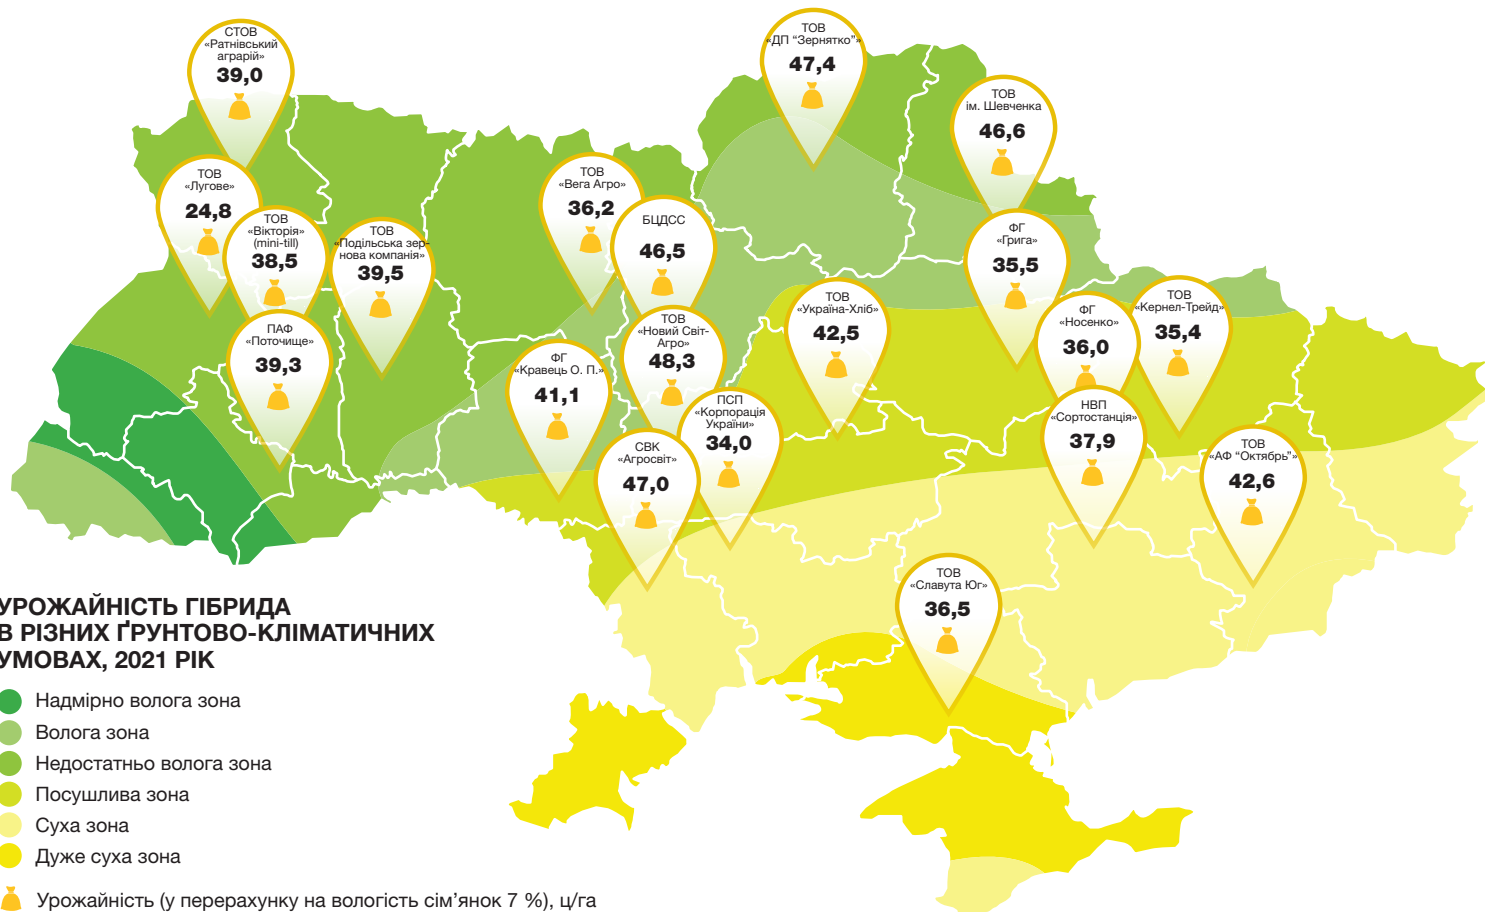 СТОВ
«Ратнівський
аграрій»
39,0
ТОВ
«ДП “Зернятко”»
47,4
ТОВ
ім. Шевченка
46,6
ТОВ
«Лугове»
24,8
ТОВ
«Вікторія»
(mini-till)
38,5
ТОВ
«Подільська зер-
нова компанія»
39,5
ТОВ
«Вега Агро»
36,2
БЦДСС
46,5
ФГ
«Грига»
35,5
ПАФ
«Поточище»
39,3
ФГ
«Кравець О. П.»
41,1
ТОВ
«Новий Світ-
Агро»
48,3
ТОВ
«Україна-Хліб»
42,5
ФГ
«Носенко»
36,0
ТОВ
«Кернел-Трейд»
35,4
СВК
«Агросвіт»
47,0
ПСП
«Корпорація
Україна»
34,0
НВП
«Сортостанція»
37,9
ТОВ
«АФ “Октябрь”»
42,6
ТОВ
«Славута Юг»
36,5
УРОЖАЙНІСТЬ ГІБРИДА
В РІЗНИХ ҐРУНТОВО-КЛІМАТИЧНИХ
УМОВАХ, 2021 РІК
Надмірно волога зона
Волога зона
Недостатньо волога зона
Посушлива зона
Суха зона
Дуже суха зона
Урожайність (у перерахунку на вологість сім’янок 7 %), ц/га